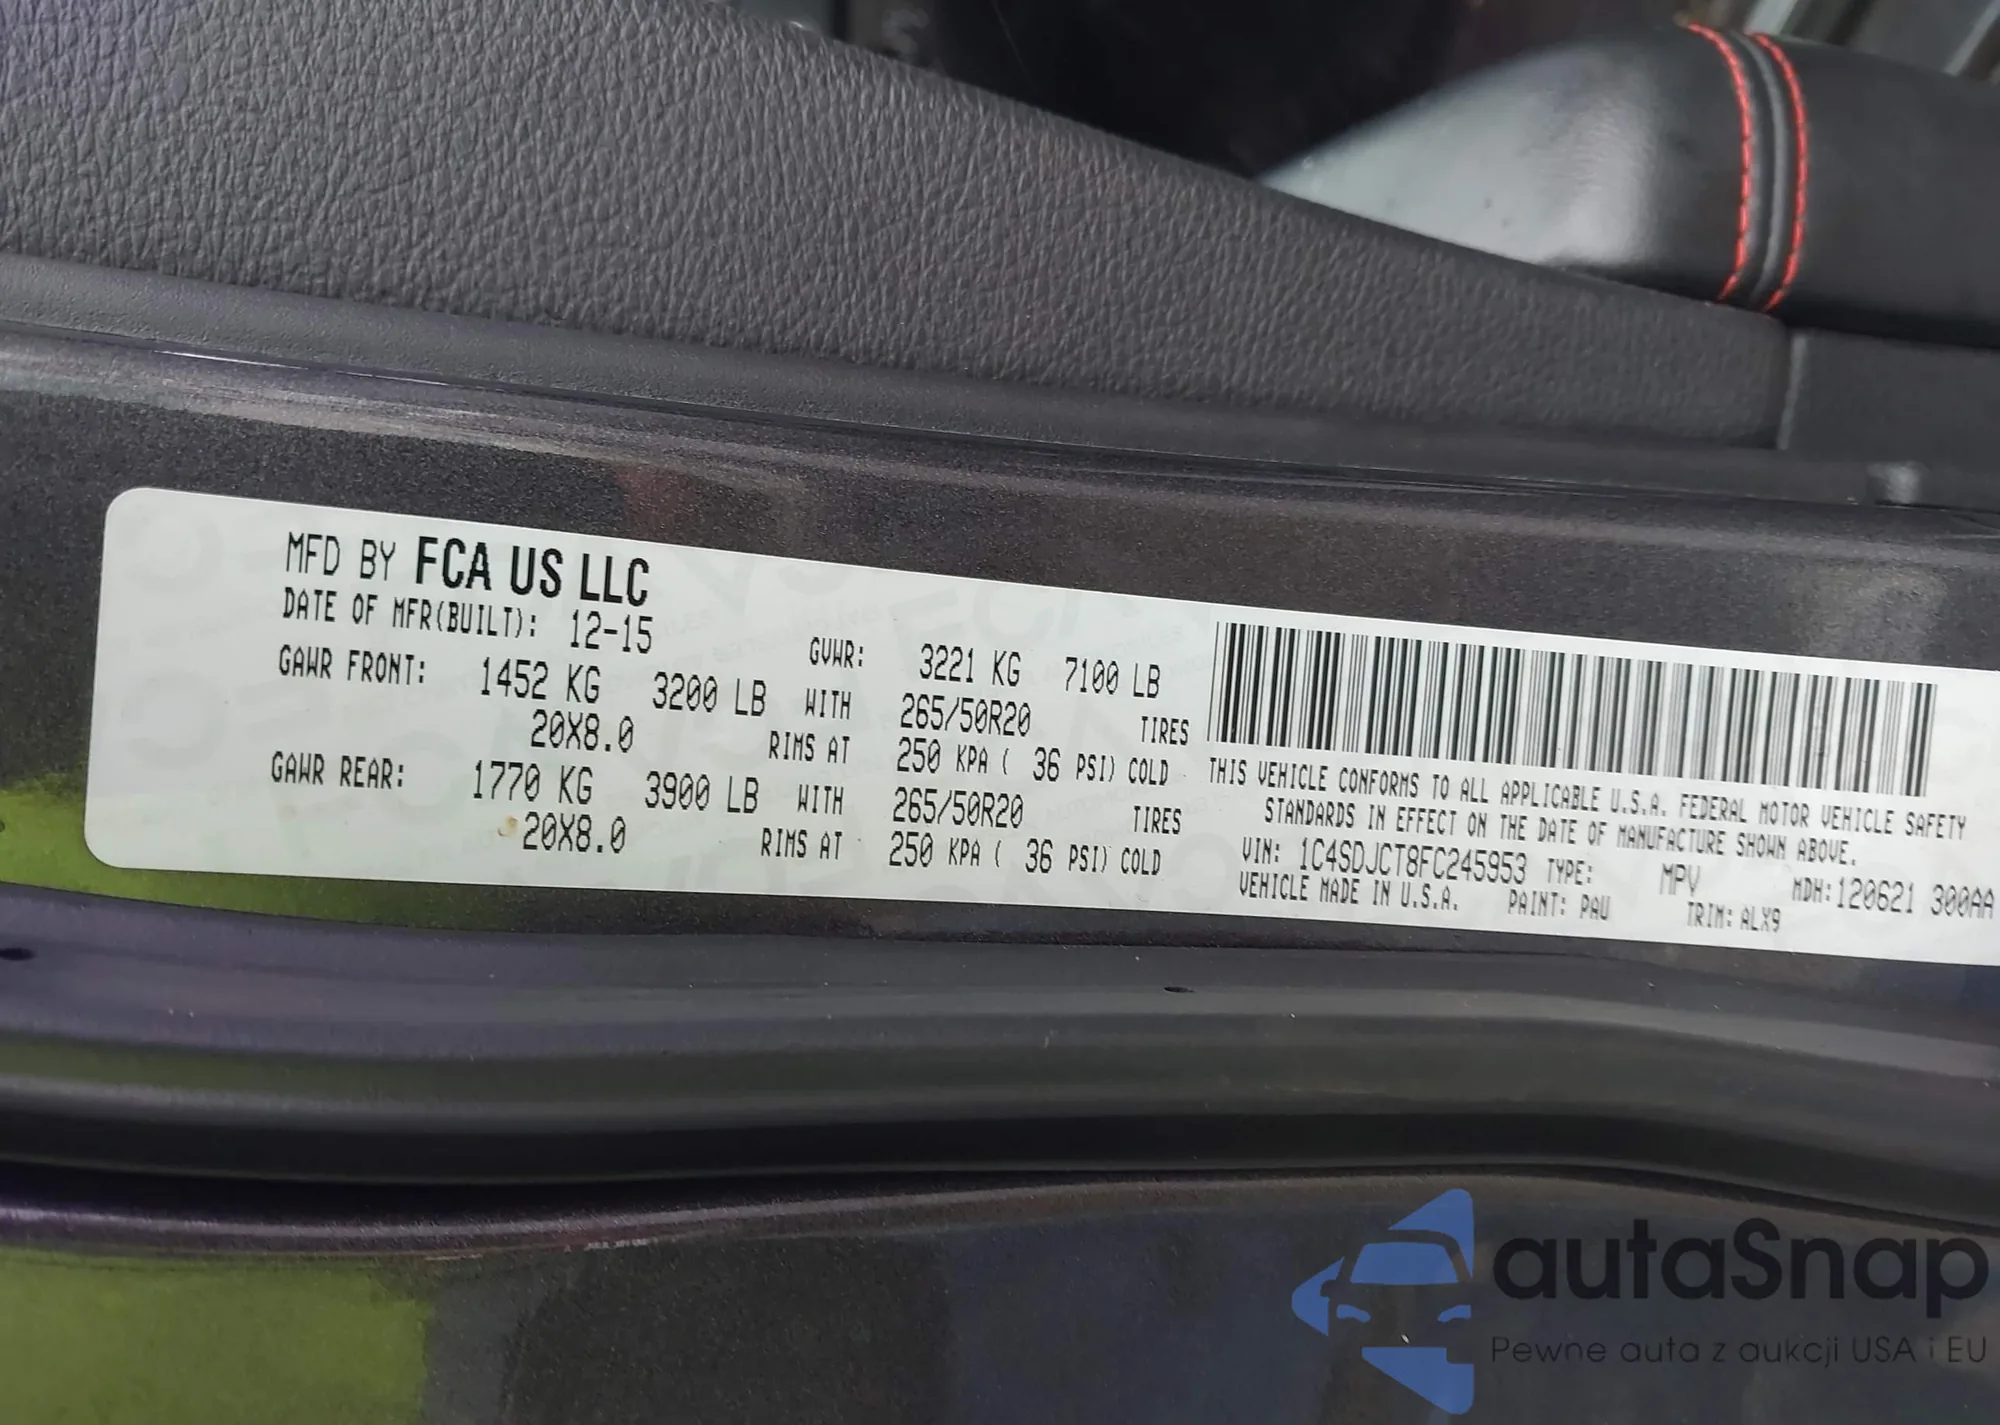 MFD BY FCA US LLC
DATE OF MFR(BUILT): 12-15 GVWR: 3221 KG 7100 LB
GAWR FRONT: 1452 KG 3200 LB WITH 265/50R20 TIRES
20X8.0 RIMS AT 250 KPA ( 36 PSI) COLD
GAWR REAR: 1770 KG 3900 LB WITH 265/50R20 TIRES
20X8.0 RIMS AT 250 KPA ( 36 PSI) COLD
THIS VEHICLE CONFORMS TO ALL APPLICABLE U.S.A. FEDERAL MOTOR VEHICLE SAFETY
STANDARDS IN EFFECT ON THE DATE OF MANUFACTURE SHOWN ABOVE.
VIN: 1C4SDJCT8FC245953 TYPE: MPV MDH:120621 300AA
VEHICLE MADE IN U.S.A. PAINT: PAU TRIM: ALX9
autaSnap
Pewne auta z aukcji USA i EU